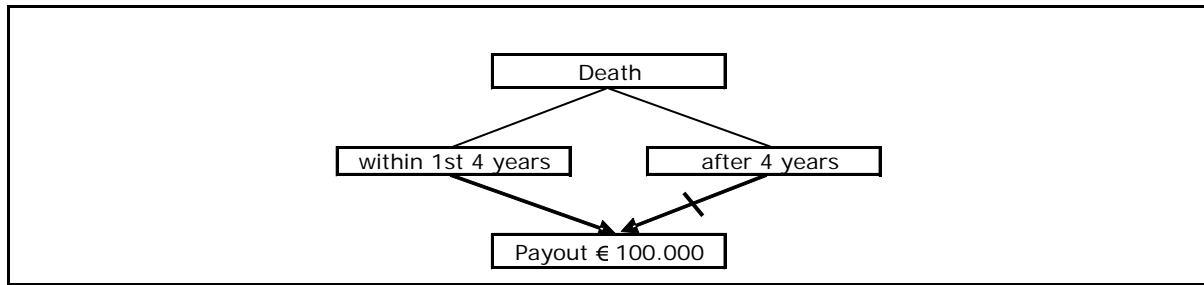 Death
within 1st 4 years
after 4 years
Payout € 100.000